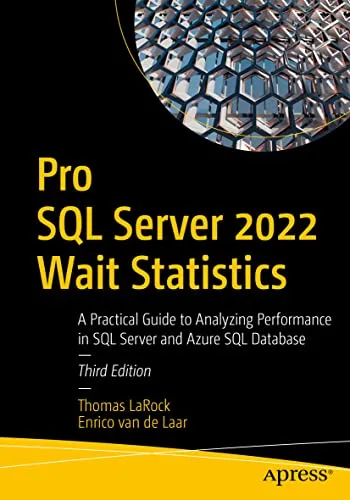 Pro
SQL Server 2022
Wait Statistics
A Practical Guide to Analyzing Performance
in SQL Server and Azure SQL Database
—
Third Edition
—
Thomas LaRock
Enrico van de Laar
Apress®